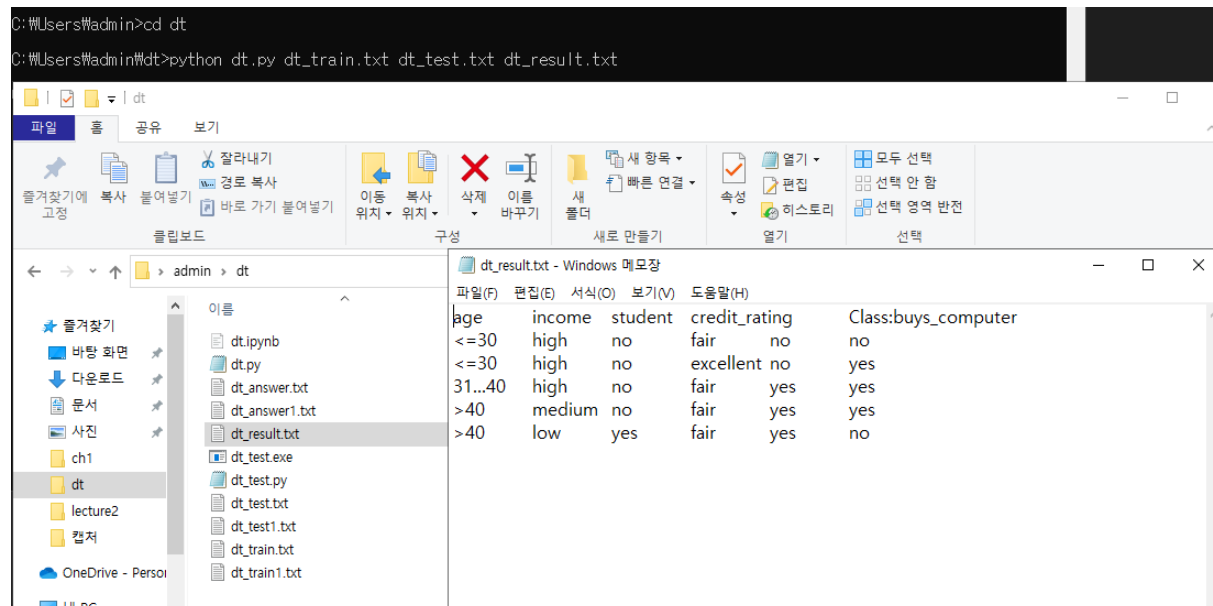 C:₩Users₩admin>cd dt
C:₩Users₩admin₩dt>python dt.py dt_train.txt dt_test.txt dt_result.txt
dt
파일 홈 공유 보기
즐겨찾기에 고정
복사
붙여넣기
잘라내기
경로 복사
바로 가기 붙여넣기
클립보드
이동 위치
복사 위치
삭제
이름 바꾸기
구성
새 폴더
새 항목
빠른 연결
새로 만들기
속성
열기
편집
히스토리
열기
모두 선택
선택 안 함
선택 영역 반전
선택
admin > dt
즐겨찾기
바탕 화면
다운로드
문서
사진
ch1
dt
lecture2
캡처
OneDrive - Persoi
이름
dt.ipynb
dt.py
dt_answer.txt
dt_answer1.txt
dt_result.txt
dt_test.exe
dt_test.py
dt_test.txt
dt_test1.txt
dt_train.txt
dt_train1.txt
dt_result.txt - Windows 메모장
파일(F) 편집(E) 서식(O) 보기(V) 도움말(H)
age income student credit_rating Class:buys_computer
<=30 high no fair no no
<=30 high no excellent no yes
31...40 high no fair yes yes
>40 medium no fair yes yes
>40 low yes fair yes no